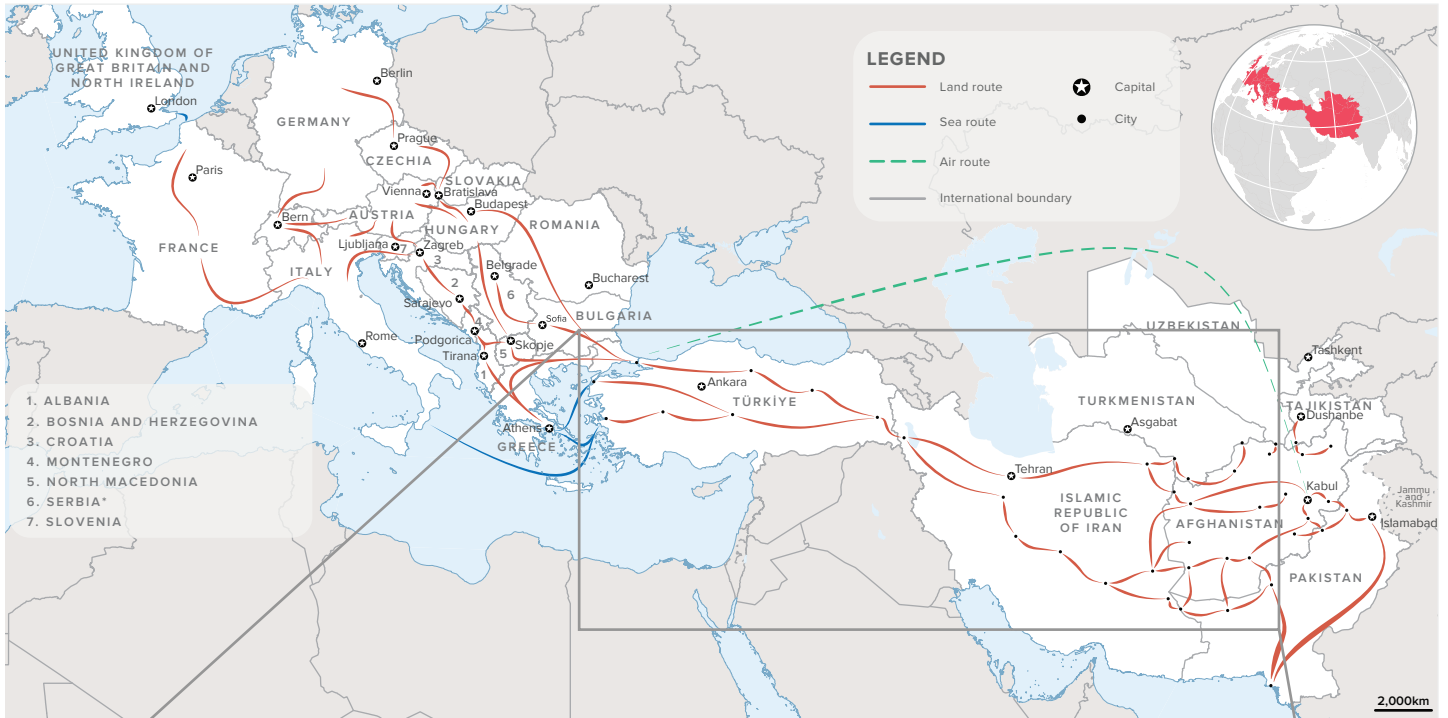 UNITED KINGDOM OF
GREAT BRITAIN AND
NORTH IRELAND
London
Berlin
GERMANY
Prague
CZECHIA
Paris
Vienna
SLOVAKIA
Bratislava
Budapest
Bern
AUSTRIA
HUNGARY
ROMANIA
FRANCE
Ljubljana
7
Zagreb
3
ITALY
Belgrade
2
6
Bucharest
Sarajevo
4
Sofia
BULGARIA
Rome
Podgorica
Skopje
Tirana
5
1
Athens
GREECE
LEGEND
Land route
Sea route
Air route
International boundary
Capital
City
1. ALBANIA
2. BOSNIA AND HERZEGOVINA
3. CROATIA
4. MONTENEGRO
5. NORTH MACEDONIA
6. SERBIA*
7. SLOVENIA
Ankara
TÜRKİYE
UZBEKISTAN
Tashkent
TURKMENISTAN
Asgabat
TAJIKISTAN
Dushanbe
Tehran
ISLAMIC
REPUBLIC
OF IRAN
Kabul
AFGHANISTAN
Jammu
and
Kashmir
Islamabad
PAKISTAN
2,000km